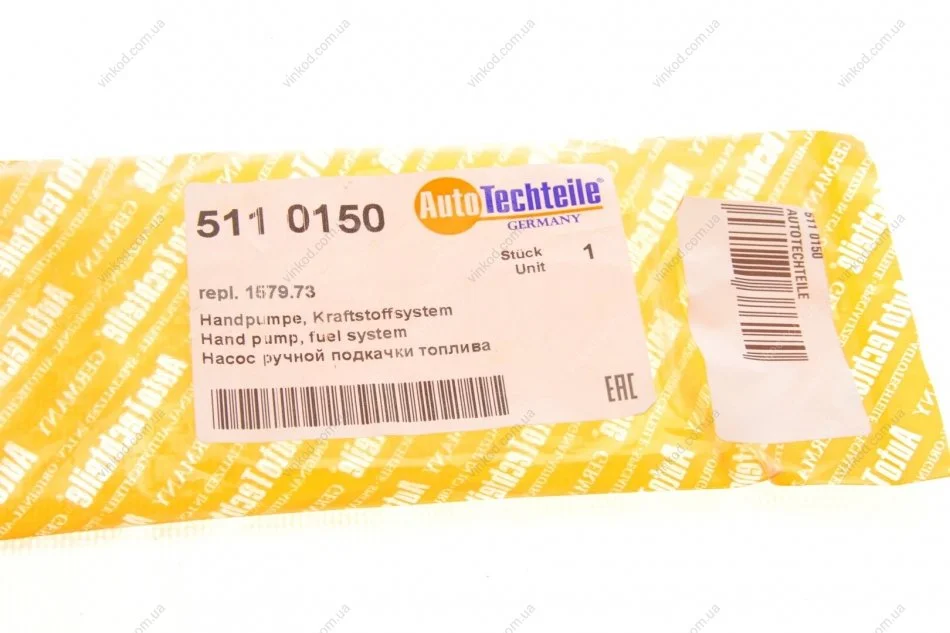 511 0150
AutoTechteile
GERMANY
Stück
Unit 1
repl. 1579.73
Handpumpe, Kraftstoffsystem
Hand pump, fuel system
Насос ручной подкачки топлива
EAC
511 0150
AUTOTECHTEILE
vinkod.com.ua